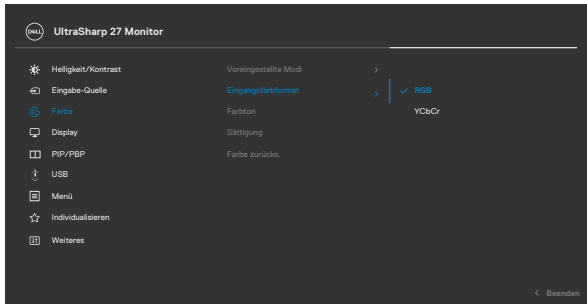 DELL
UltraSharp 27 Monitor
Helligkeit/Kontrast
Voreingestellte Modi
Eingabe-Quelle
Eingangsfarbformat
RGB
Farbe
Farbton
YCbCr
Display
Sättigung
PIP/PBP
Farbe zurücks.
USB
Menü
Individualisieren
Weiteres
Beenden